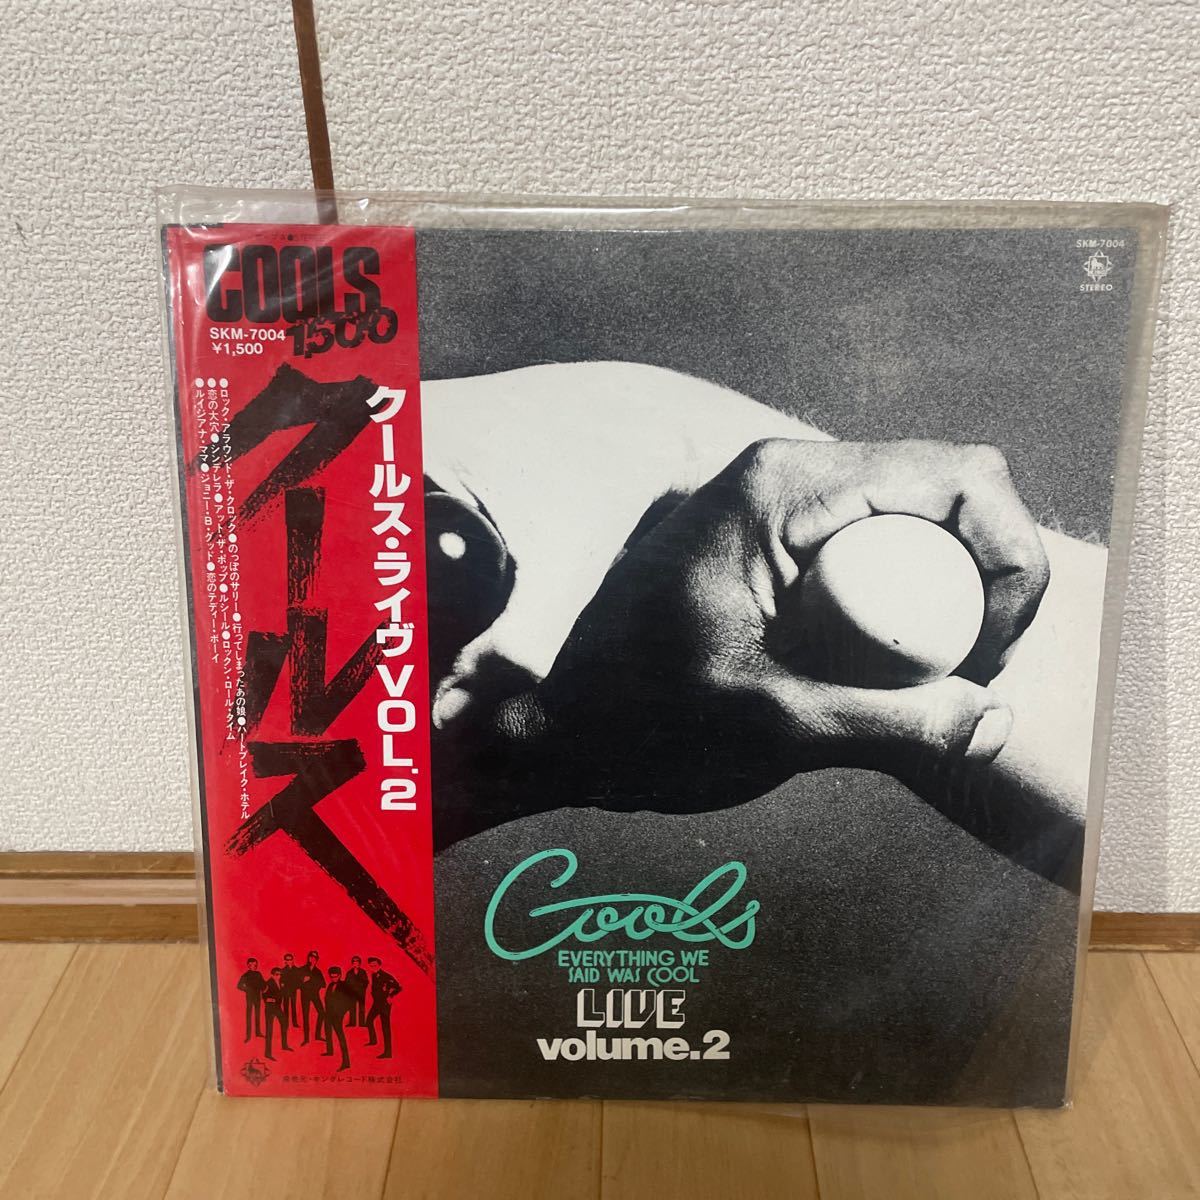 COOLS
1,500
SKM-7004
¥1,500
クールス
クールス・ライヴ VOL.2
●ロック・アラウンド・ザ・クロック●のっぽのサリー●行ってしまったあの娘●ハートブレイク・ホテル
●恋の大穴●シンデレラ●アット・ザ・ホップ●ルシール●ロックン・ロール・タイム
●ルイジアナ・ママ●ジョニー・B・グッド●恋のテディー・ボーイ
発売元・キングレコード株式会社
SKM-7004
STEREO
Cools
EVERYTHING WE
SAID WAS COOL
LIVE
volume.2